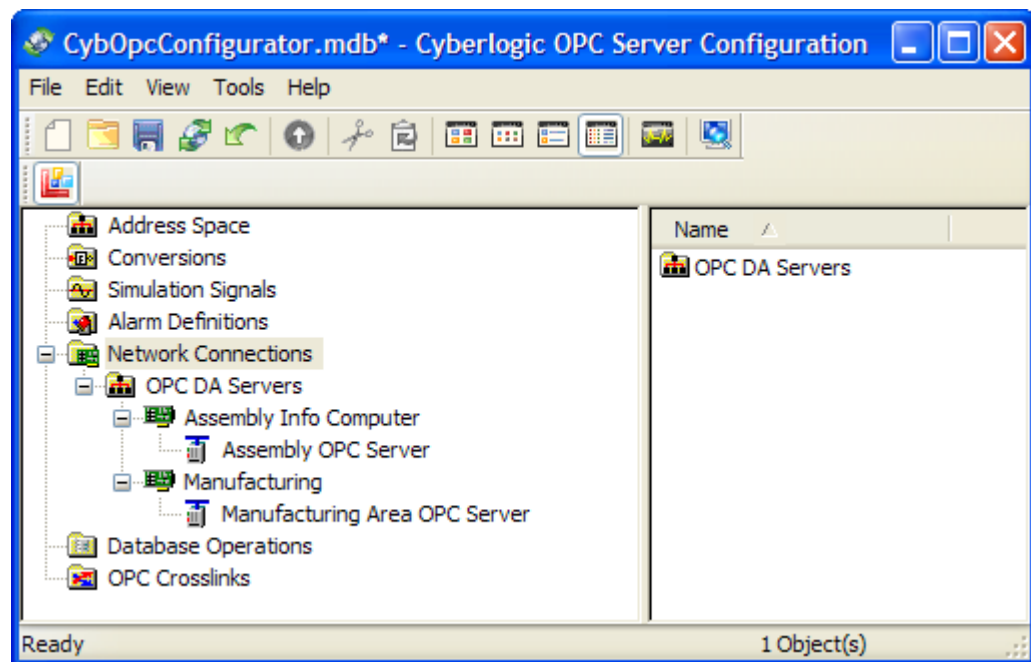 CybOpcConfigurator.mdb* - Cyberlogic OPC Server Configuration
File Edit View Tools Help
Address Space
Conversions
Simulation Signals
Alarm Definitions
Network Connections
OPC DA Servers
Assembly Info Computer
Assembly OPC Server
Manufacturing
Manufacturing Area OPC Server
Database Operations
OPC Crosslinks
Name
OPC DA Servers
Ready 1 Object(s)